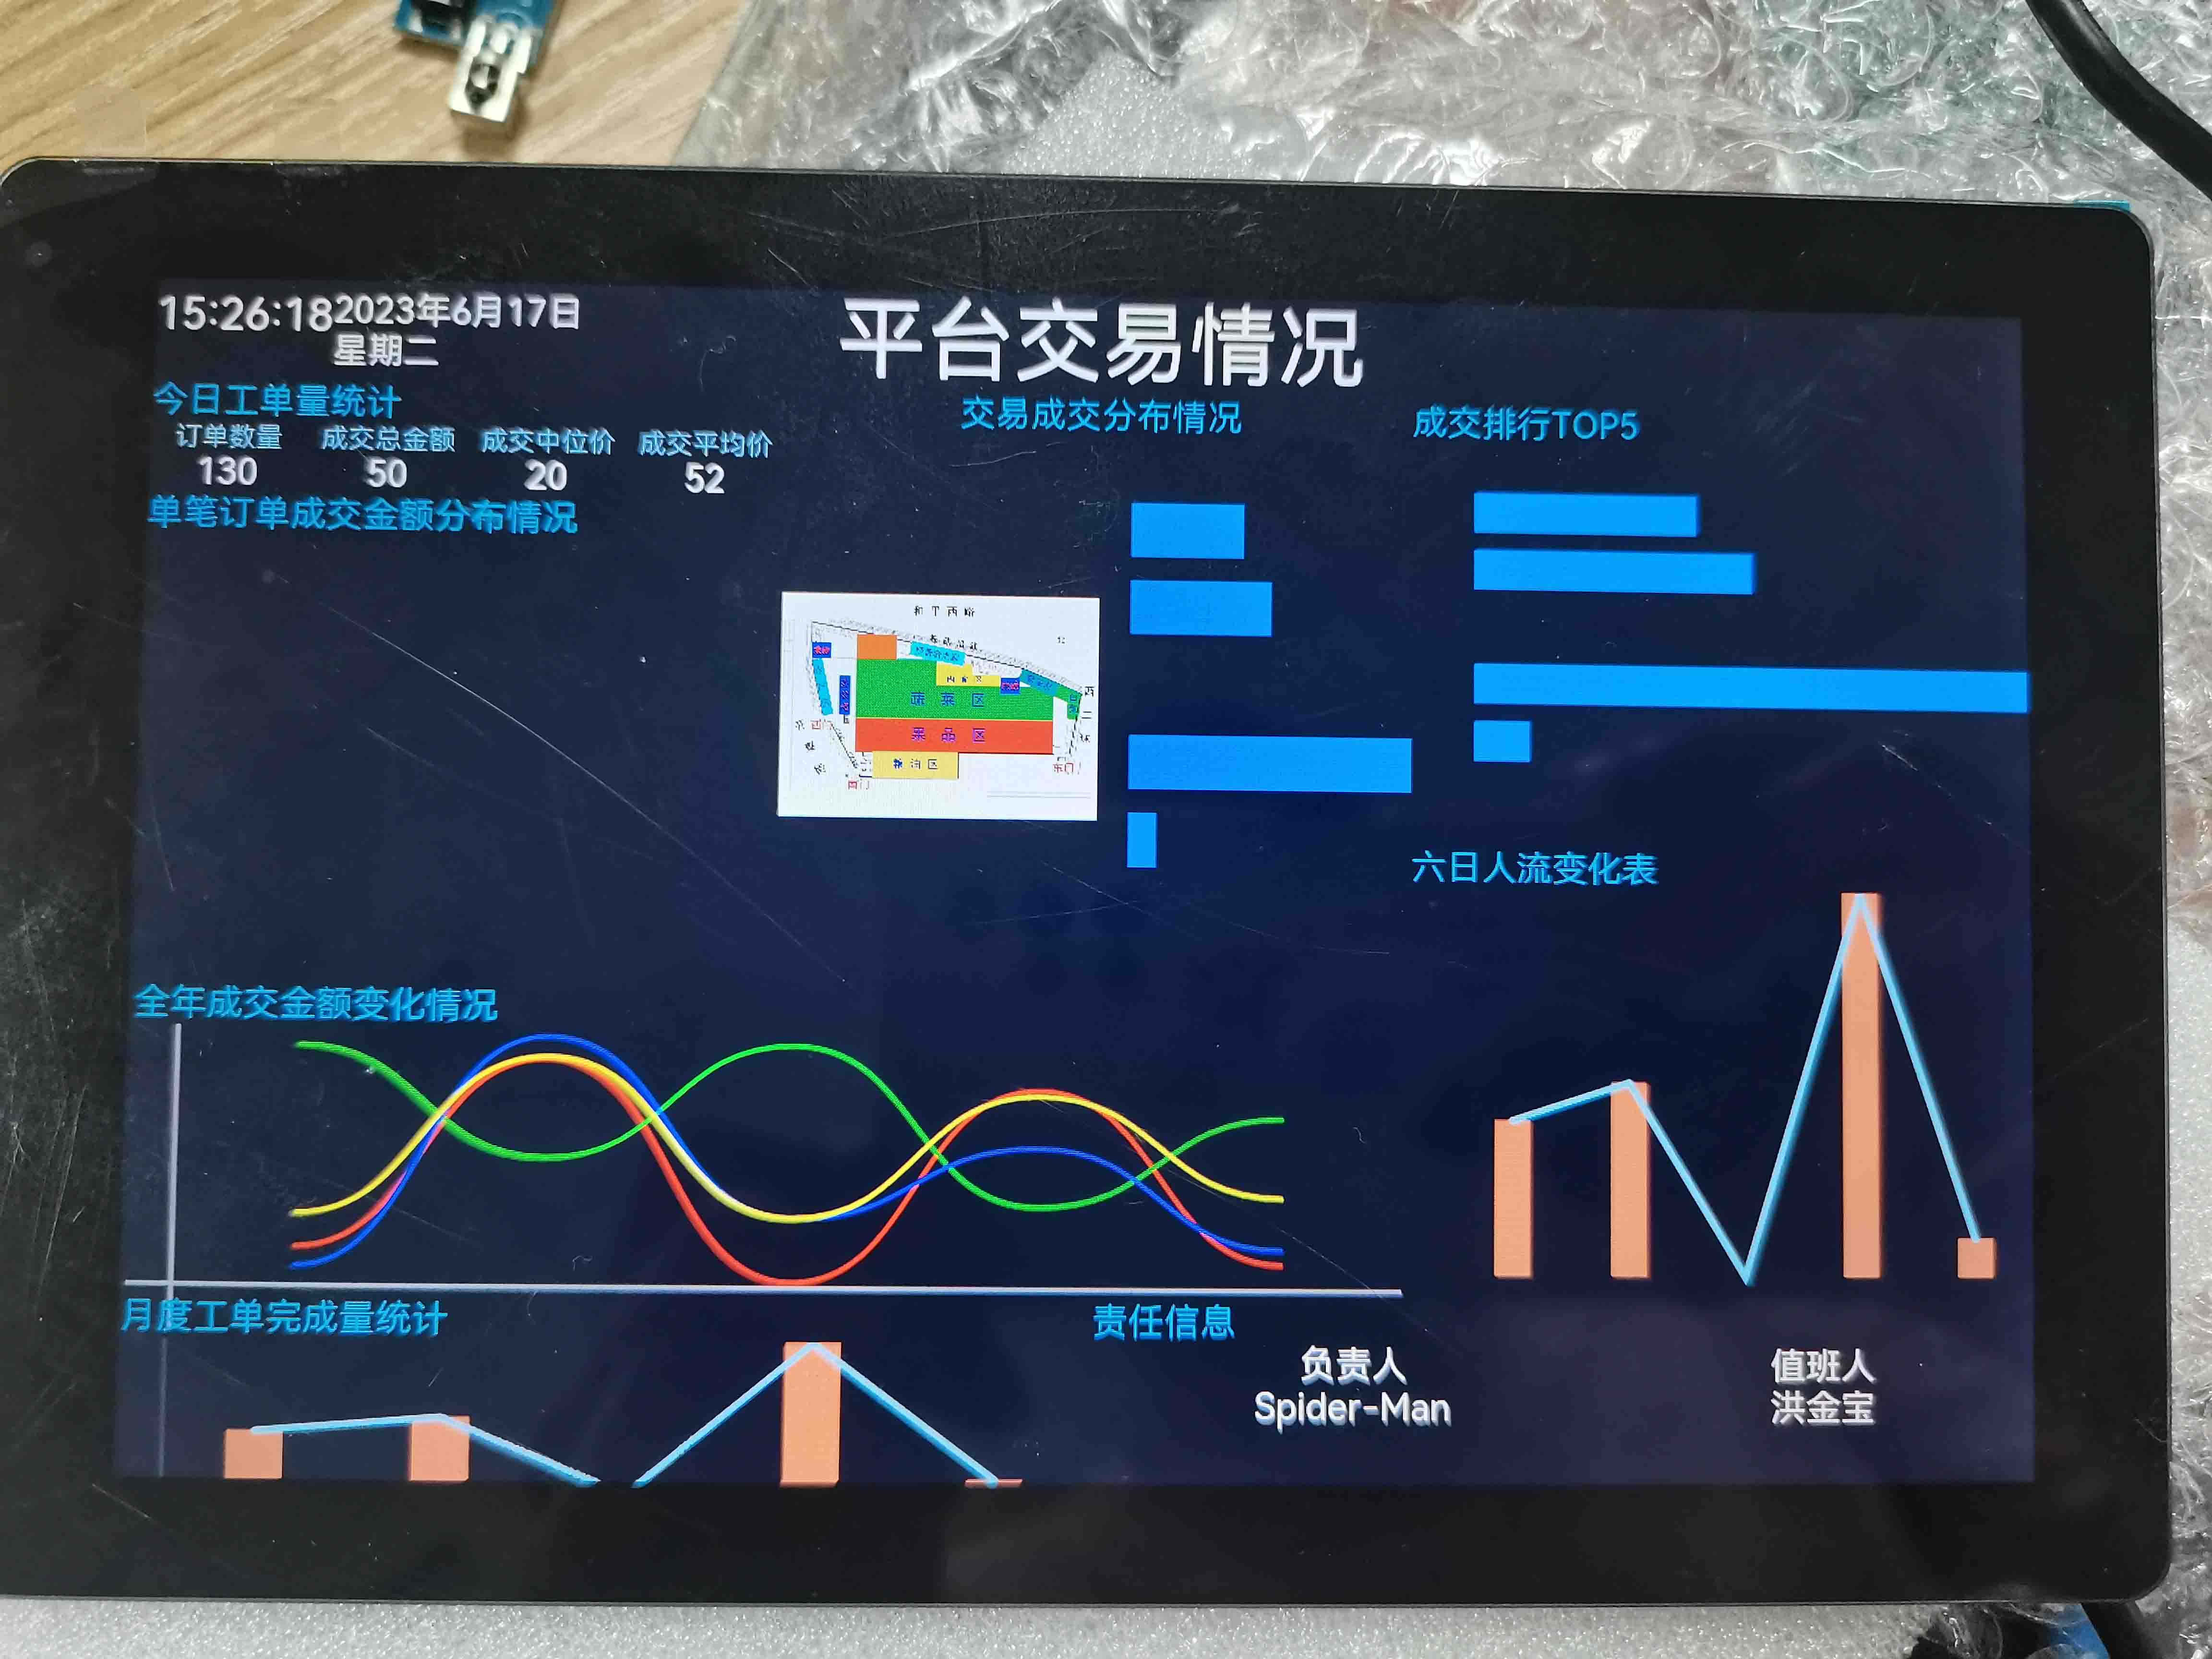 15:26:18 2023年6月17日
星期二
平台交易情况
今日工单量统计
订单数量 成交总金额 成交中位价 成交平均价
130 50 20 52
单笔订单成交金额分布情况
交易成交分布情况
成交排行TOP5
和平西路
蔬菜区
果品区
粮油区
六日人流变化表
全年成交金额变化情况
月度工单完成量统计
责任信息
负责人
Spider-Man
值班人
洪金宝